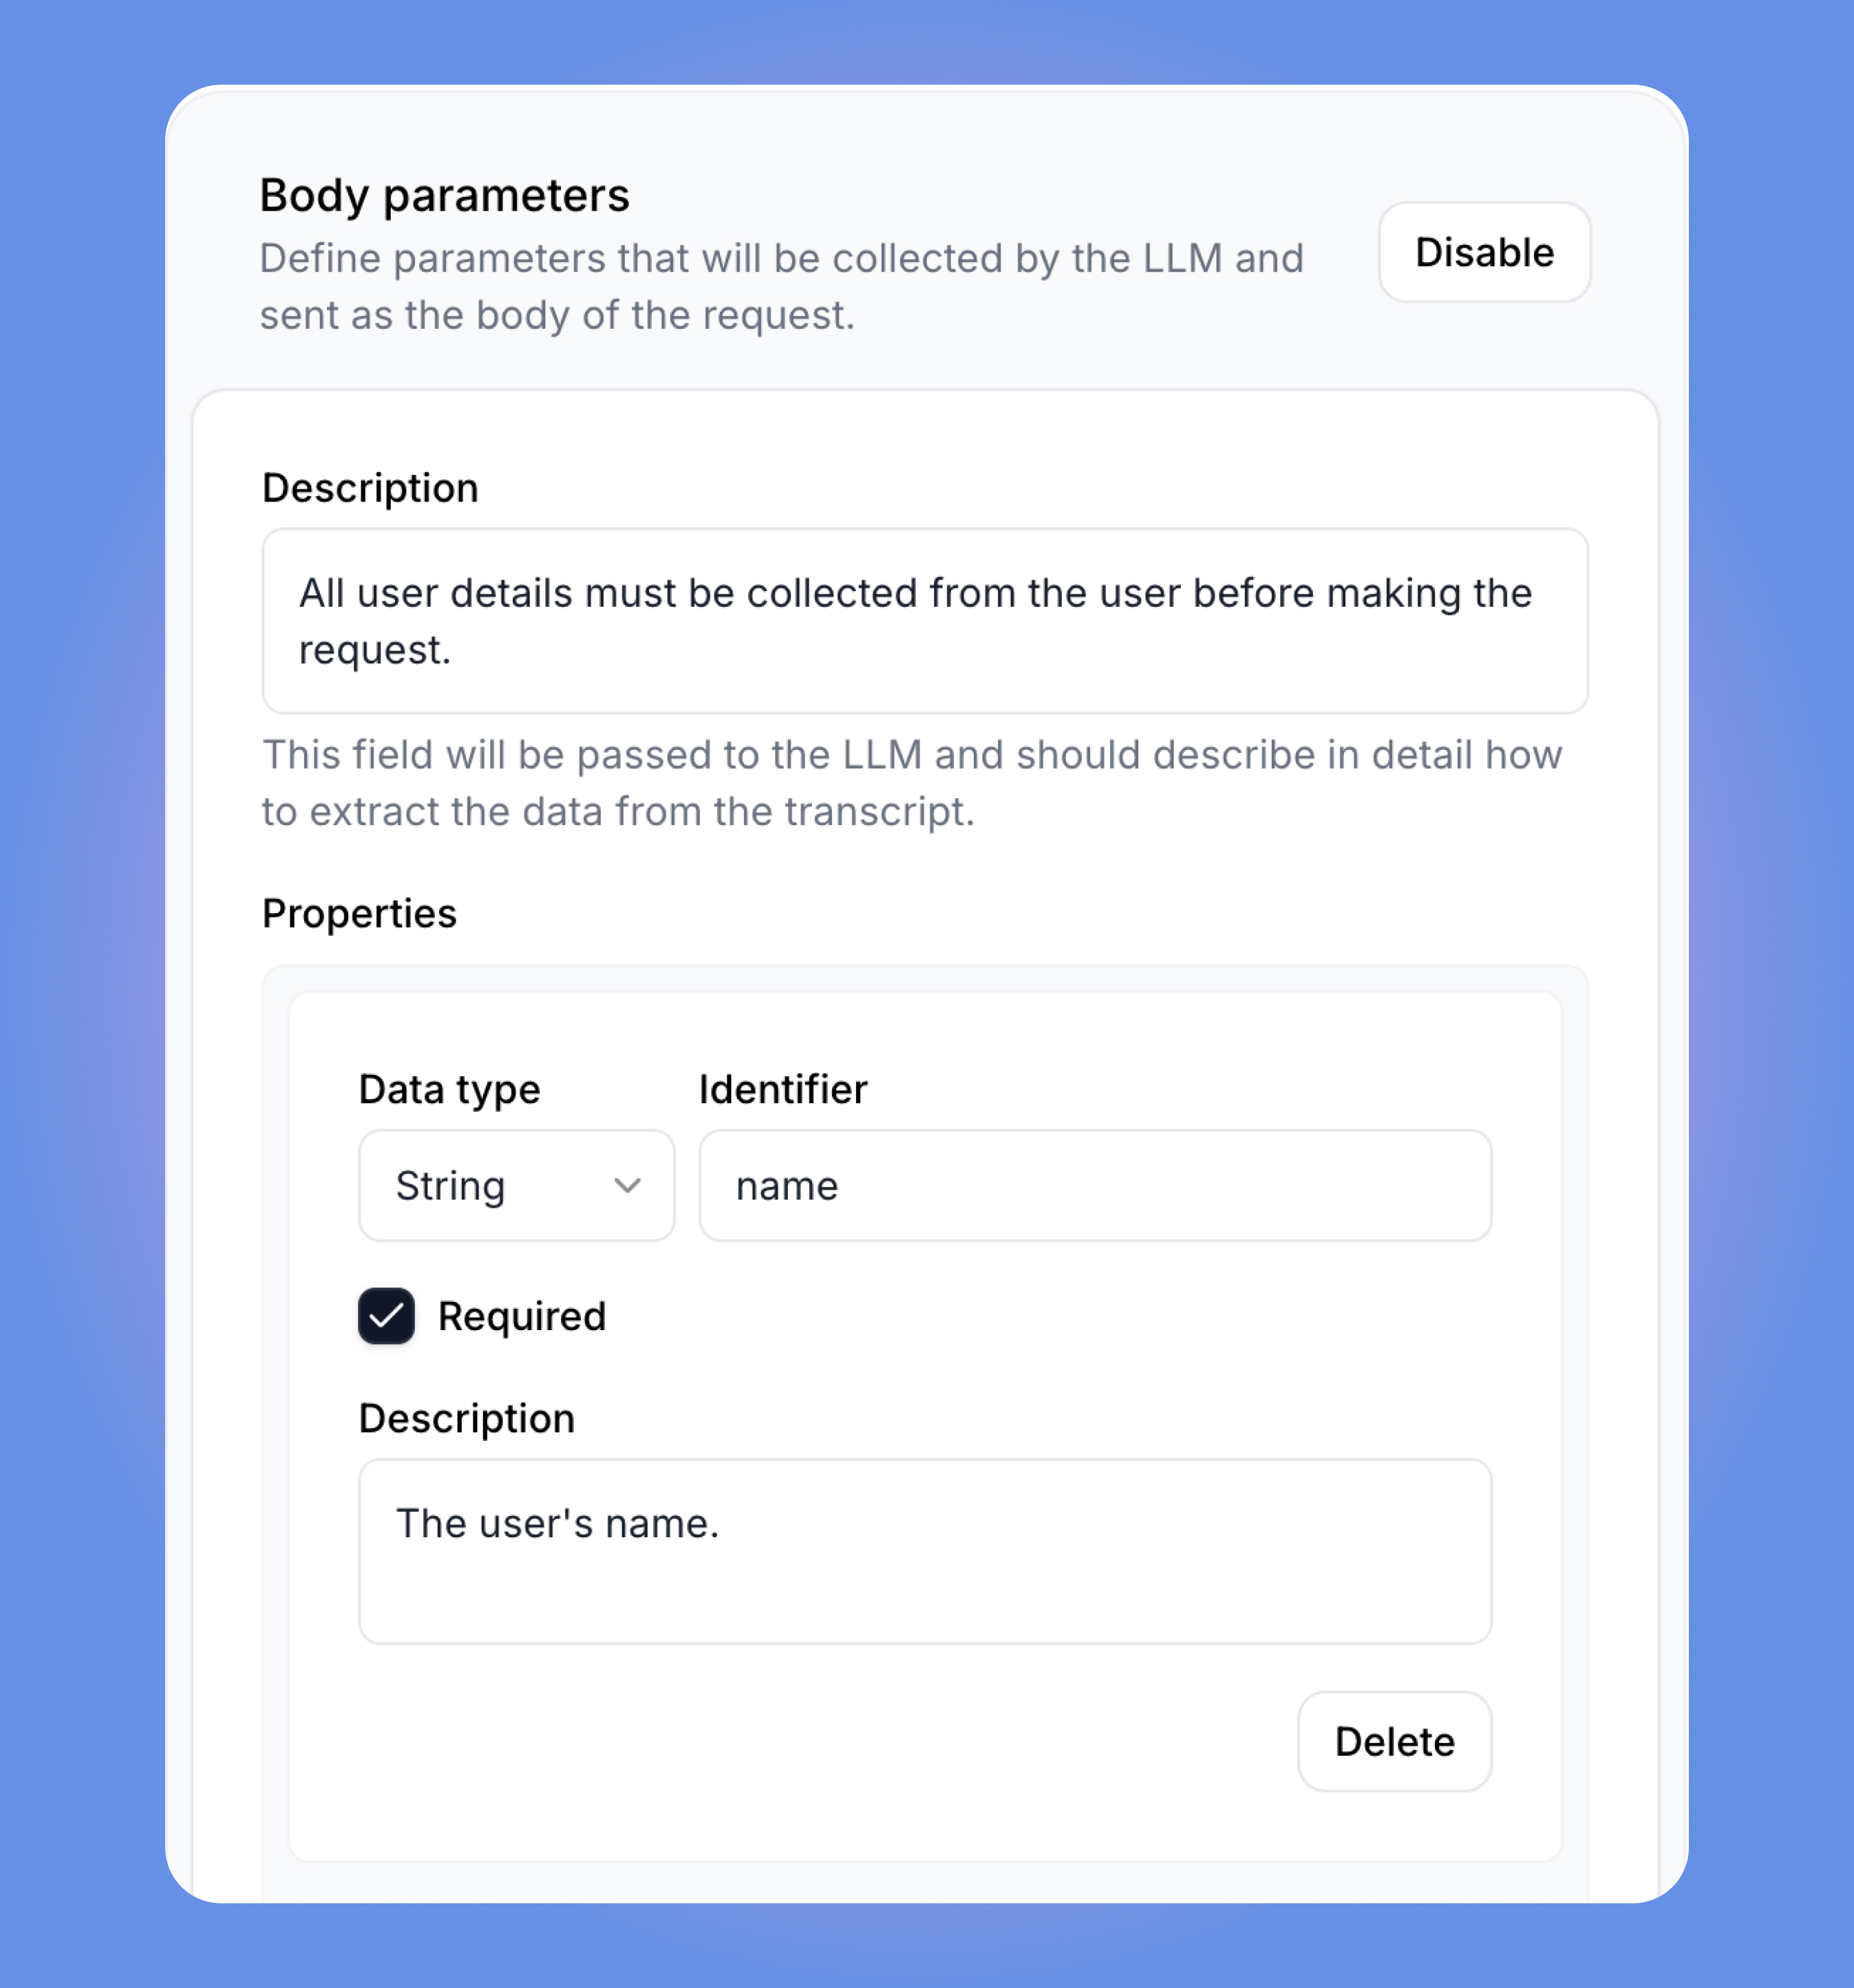 Body parameters
Define parameters that will be collected by the LLM and
sent as the body of the request.
Disable
Description
All user details must be collected from the user before making the
request.
This field will be passed to the LLM and should describe in detail how
to extract the data from the transcript.
Properties
Data type
Identifier
String
name
Required
Description
The user's name.
Delete